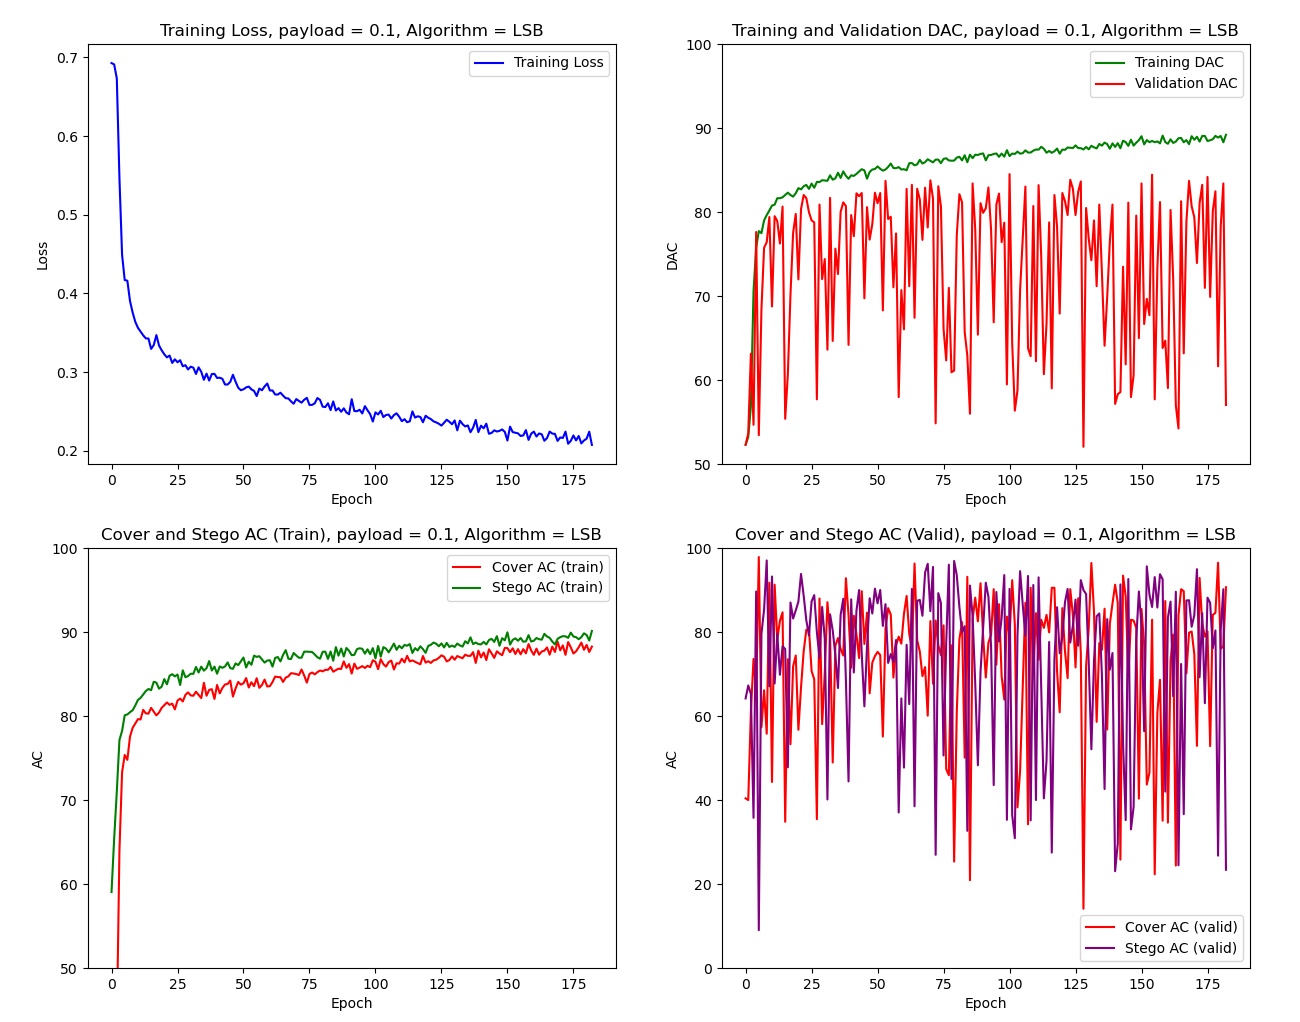 Training Loss, payload = 0.1, Algorithm = LSB
Training Loss
0.7
0.6
0.5
0.4
0.3
0.2
Loss
0 25 50 75 100 125 150 175
Epoch
Training and Validation DAC, payload = 0.1, Algorithm = LSB
Training DAC
Validation DAC
100
90
80
70
60
50
DAC
0 25 50 75 100 125 150 175
Epoch
Cover and Stego AC (Train), payload = 0.1, Algorithm = LSB
Cover AC (train)
Stego AC (train)
100
90
80
70
60
50
AC
0 25 50 75 100 125 150 175
Epoch
Cover and Stego AC (Valid), payload = 0.1, Algorithm = LSB
100
80
60
40
20
0
AC
Cover AC (valid)
Stego AC (valid)
0 25 50 75 100 125 150 175
Epoch